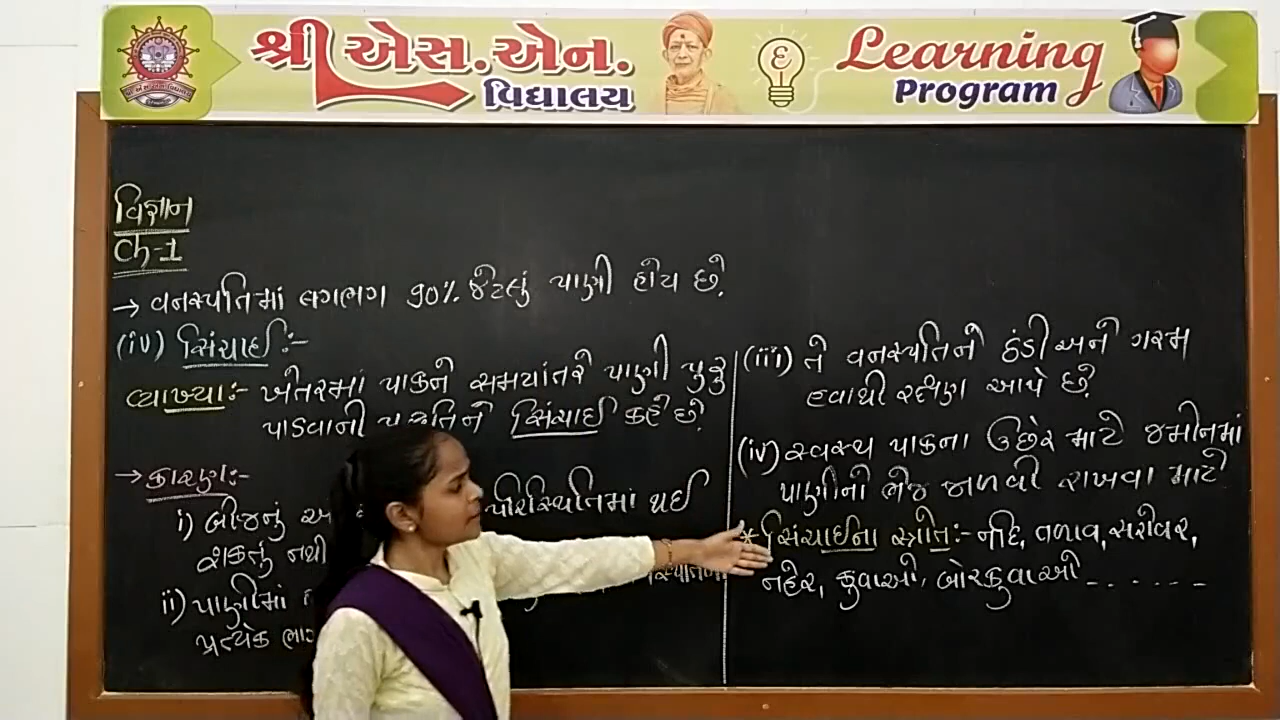 શ્રી એસ. એન.
વિદ્યાલય
Learning
Program
વિજ્ઞાન
Ch-1
→ વનસ્પતિમાં લગભગ 90% જેટલું પાણી હોય છે.
(iv) સિંચાઈ :-
વ્યાખ્યા:- ખેતરમાં પાકને સમયાંતરે પાણી પુરુ
પાડવાની પદ્ધતિને સિંચાઈ કહે છે.
→ કારણ:-
i) બીજનું પરિસ્થિતિમાં થઈ
શકતું નથી
ii) પાણીમાં
પ્રત્યેક
(iii) તે વનસ્પતિને ઠંડી અને ગરમ
હવાથી રક્ષણ આપે છે.
(iv) સ્વસ્થ પાકના ઉછેર માટે જમીનમાં
પાણીનો ભેજ જાળવી રાખવા માટે
* સિંચાઈના સ્ત્રોત:- નદિ, તળાવ, સરોવર,
નહેર, કુવાઓ, બોરકુવાઓ - - - - - -